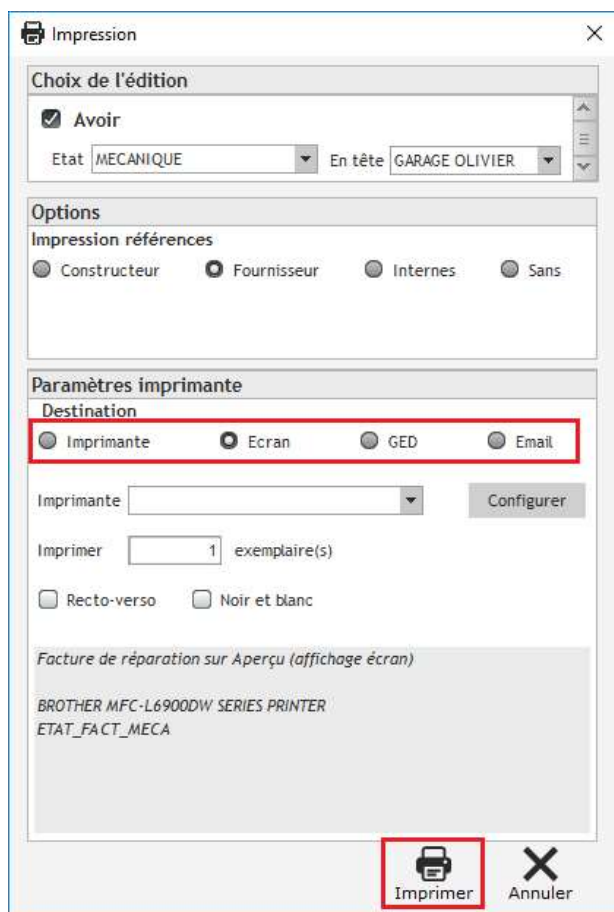 Impression
Choix de l'édition
Avoir
Etat MECANIQUE En tête GARAGE OLIVIER
Options
Impression références
Constructeur Fournisseur Internes Sans
Paramètres imprimante
Destination
Imprimante Ecran GED Email
Imprimante Configurer
Imprimer 1 exemplaire(s)
Recto-verso Noir et blanc
Facture de réparation sur Aperçu (affichage écran)
BROTHER MFC-L6900DW SERIES PRINTER
ETAT_FACT_MECA
Imprimer Annuler